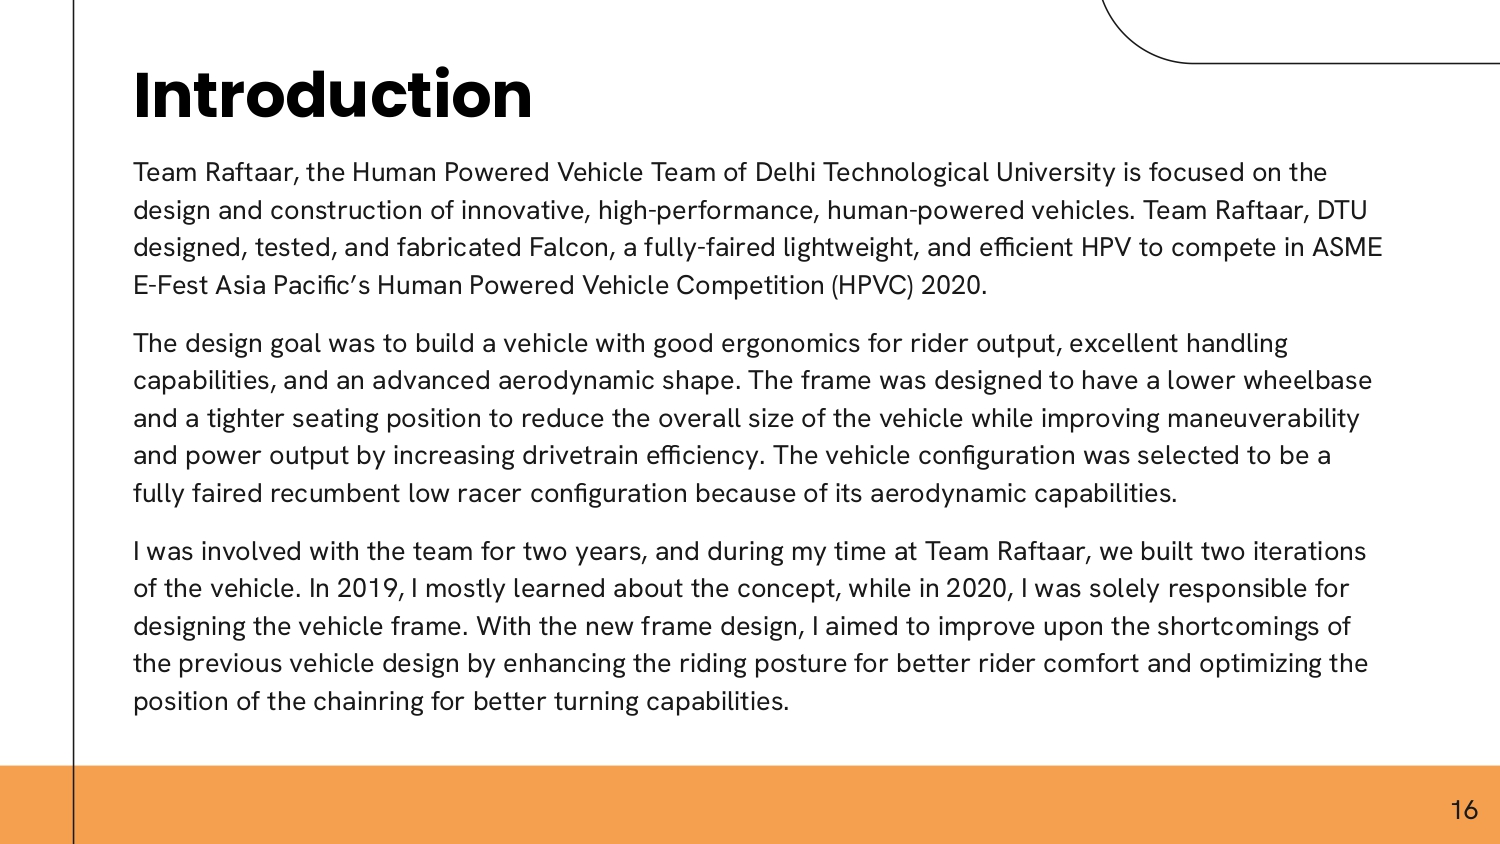 Introduction
Team Raftaar, the Human Powered Vehicle Team of Delhi Technological University is focused on the
design and construction of innovative, high-performance, human-powered vehicles. Team Raftaar, DTU
designed, tested, and fabricated Falcon, a fully-faired lightweight, and efficient HPV to compete in ASME
E-Fest Asia Pacific’s Human Powered Vehicle Competition (HPVC) 2020.
The design goal was to build a vehicle with good ergonomics for rider output, excellent handling
capabilities, and an advanced aerodynamic shape. The frame was designed to have a lower wheelbase
and a tighter seating position to reduce the overall size of the vehicle while improving maneuverability
and power output by increasing drivetrain efficiency. The vehicle configuration was selected to be a
fully faired recumbent low racer configuration because of its aerodynamic capabilities.
I was involved with the team for two years, and during my time at Team Raftaar, we built two iterations
of the vehicle. In 2019, I mostly learned about the concept, while in 2020, I was solely responsible for
designing the vehicle frame. With the new frame design, I aimed to improve upon the shortcomings of
the previous vehicle design by enhancing the riding posture for better rider comfort and optimizing the
position of the chainring for better turning capabilities.
16